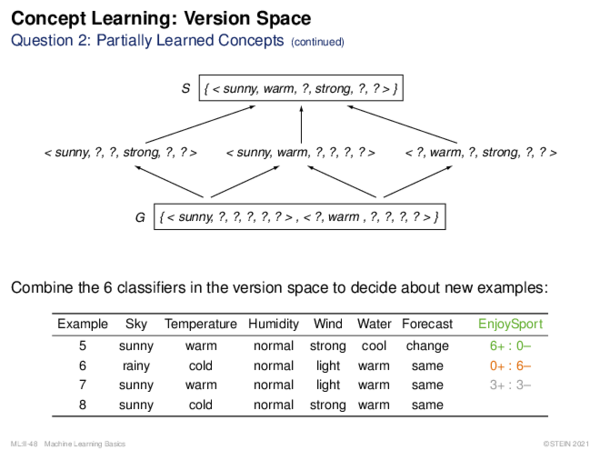 Concept Learning: Version Space
Question 2: Partially Learned Concepts (continued)
S { < sunny, warm, ?, strong, ?, ? > }
< sunny, ?, ?, strong, ?, ? > < sunny, warm, ?, ?, ?, ? > < ?, warm, ?, strong, ?, ? >
G { < sunny, ?, ?, ?, ?, ? > , < ?, warm , ?, ?, ?, ? > }
Combine the 6 classifiers in the version space to decide about new examples:
Example Sky Temperature Humidity Wind Water Forecast EnjoySport
5 sunny warm normal strong cool change 6+ : 0–
6 rainy cold normal light warm same 0+ : 6–
7 sunny warm normal light warm same 3+ : 3–
8 sunny cold normal strong warm same
ML:II-48 Machine Learning Basics ©STEIN 2021